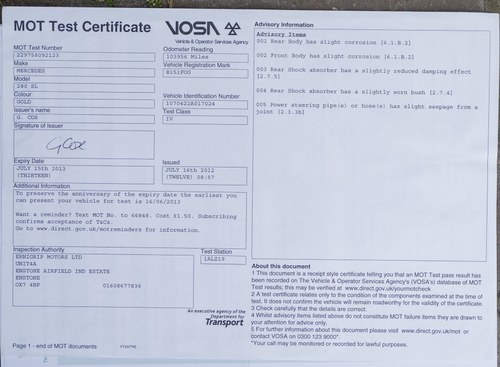 MOT Test Certificate
VOSA
Vehicle & Operator Services Agency
MOT Test Number
229758092123
Make
MERCEDES
Model
280 SL
Colour
GOLD
Issuer's name
G. COX
Signature of Issuer
GCox
Odometer Reading
103956 Miles
Vehicle Registration Mark
Vehicle Identification Number
1070422A017024
Test Class
IV
Expiry Date
JULY 15th 2013
(THIRTEEN)
Issued
JULY 16th 2012
(TWELVE) 08:57
Additional Information
To preserve the anniversary of the expiry date the earliest you
can present your vehicle for test is 16/06/2013
Want a reminder? Text MOT No. to 66848. Cost £1.50. Subscribing
confirms acceptance of T&Cs.
Go to www.direct.gov.uk/motreminders for information.
Inspection Authority
ENNIGRIP MOTORS LTD
UNIT4A
ENSTONE AIRFIELD IND ESTATE
ENSTONE
OX7 4NP 01608677836
Test Station
An executive agency of the
Department for
Transport
Page 1 - end of MOT documents
Advisory Information
Advisory Items
001 Rear Body has slight corrosion [6.1.B.2]
002 Front Body has slight corrosion [6.1.B.2]
003 Rear Shock absorber has a slightly reduced damping effect
[2.7.5]
004 Rear Shock absorber has a slightly worn bush [2.7.4]
005 Power steering pipe(s) or hose(s) has slight seepage from a
joint [2.1.3B]
About this document
1 This document is a receipt style certificate telling you that an MOT Test pass result has
been recorded on The Vehicle & Operator Services Agency's (VOSA's) database of MOT
Test results; this may be verified at www.direct.gov.uk/yourmotcheck
2 A test certificate relates only to the condition of the components examined at the time of
test. It does not confirm the vehicle will remain roadworthy for the validity of the certificate.
3 Check carefully that the details are correct.
4 Whilst advisory items listed above do not constitute MOT failure items they are drawn to
your attention for advice only.
5 For further information about this document please visit www.direct.gov.uk/mot or
contact VOSA on 0300 123 9000*.
*Your call may be monitored or recorded for lawful purposes.